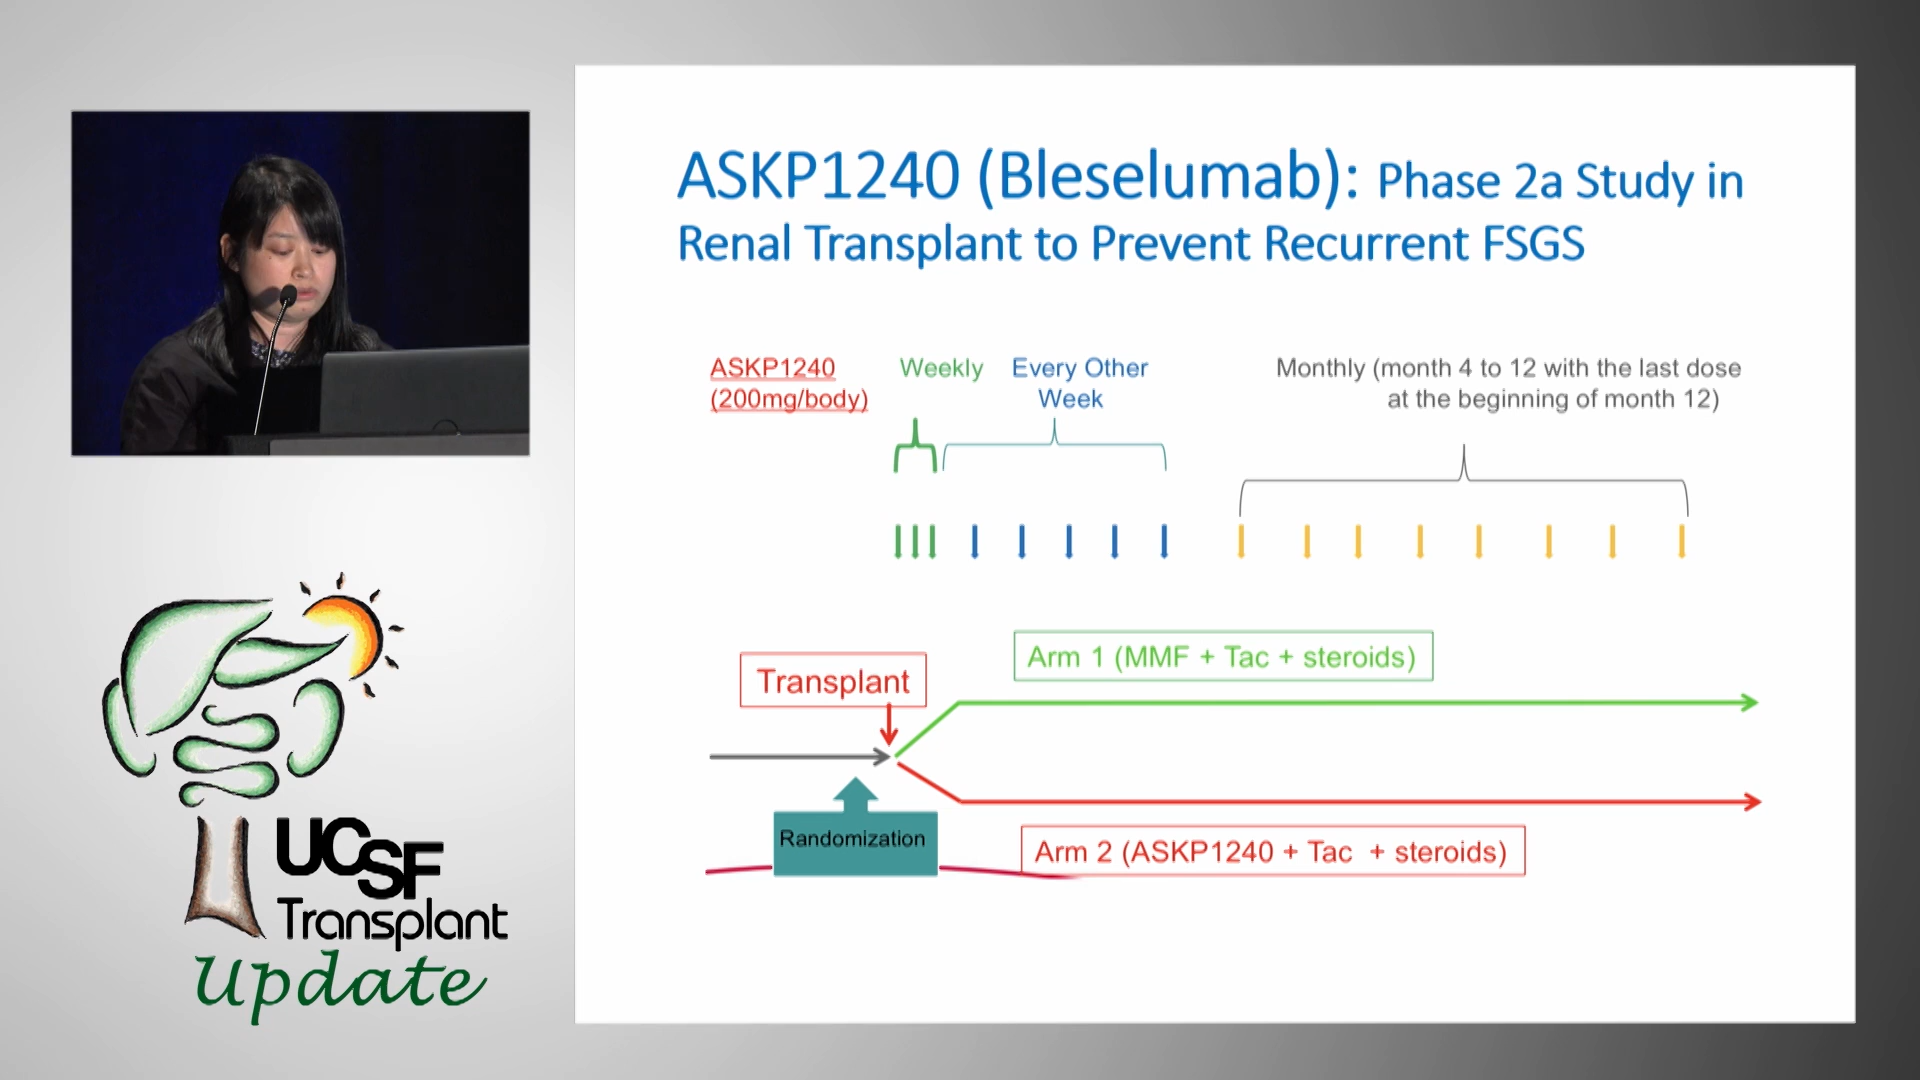 ASKP1240 (Bleselumab): Phase 2a Study in
Renal Transplant to Prevent Recurrent FSGS
ASKP1240
(200mg/body)
Weekly
Every Other
Week
Monthly (month 4 to 12 with the last dose
at the beginning of month 12)
Transplant
Arm 1 (MMF + Tac + steroids)
Randomization
Arm 2 (ASKP1240 + Tac + steroids)
UCSF
Transplant
Update